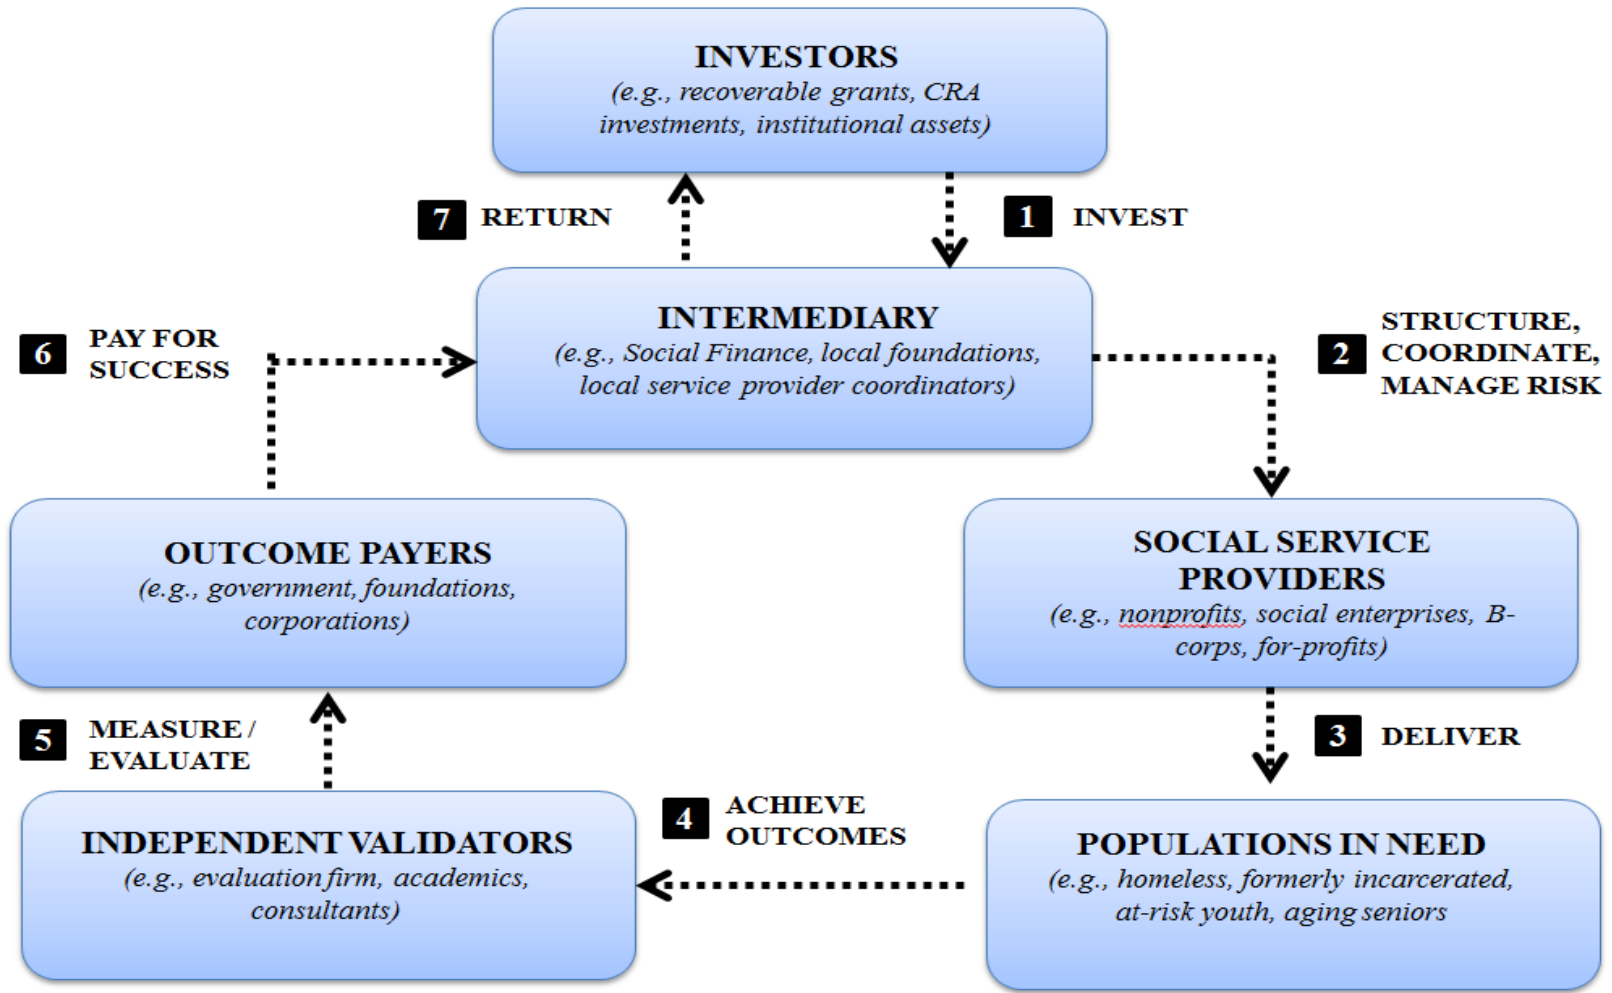 INVESTORS
(e.g., recoverable grants, CRA
investments, institutional assets)
7 RETURN
1 INVEST
INTERMEDIARY
(e.g., Social Finance, local foundations,
local service provider coordinators)
6 PAY FOR
SUCCESS
2 STRUCTURE,
COORDINATE,
MANAGE RISK
OUTCOME PAYERS
(e.g., government, foundations,
corporations)
SOCIAL SERVICE
PROVIDERS
(e.g., nonprofits, social enterprises, B-
corps, for-profits)
5 MEASURE /
EVALUATE
3 DELIVER
INDEPENDENT VALIDATORS
(e.g., evaluation firm, academics,
consultants)
4 ACHIEVE
OUTCOMES
POPULATIONS IN NEED
(e.g., homeless, formerly incarcerated,
at-risk youth, aging seniors